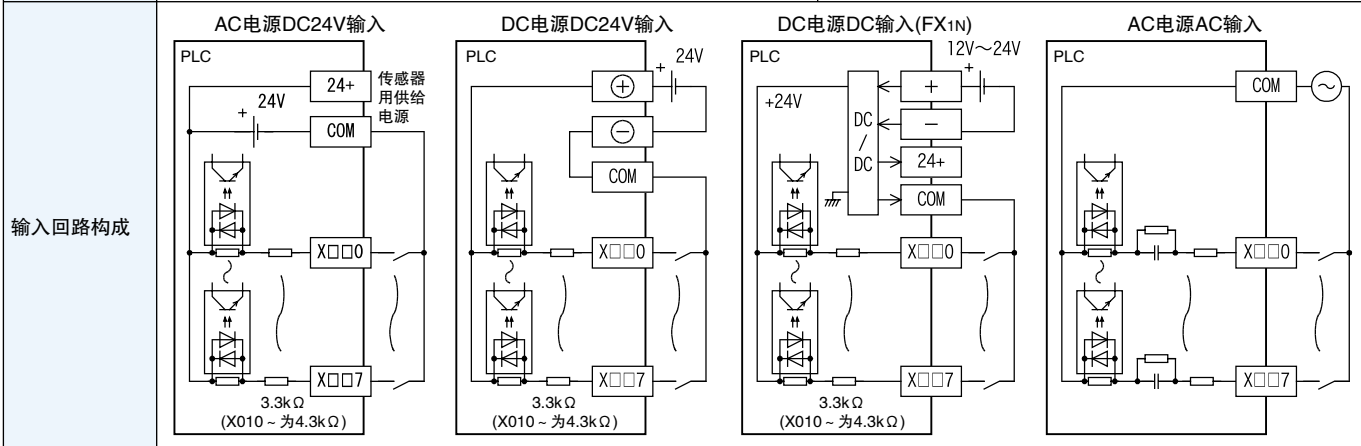 输入回路构成
AC电源DC24V输入
PLC
24+
传感器
用供给
电源
+
24V
COM
X□□0
X□□7
3.3kΩ
(X010 ~ 为4.3kΩ)
DC电源DC24V输入
PLC
+
24V
⊕
⊖
COM
X□□0
X□□7
3.3kΩ
(X010 ~ 为4.3kΩ)
DC电源DC输入(FX1N)
12V～24V
PLC
+
+24V
+
DC
/
DC
−
24+
COM
X□□0
X□□7
3.3kΩ
(X010 ~ 为4.3kΩ)
AC电源AC输入
PLC
COM
X□□0
X□□7